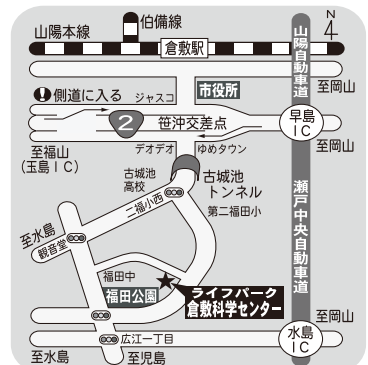 伯備線
山陽本線
N
4
倉敷駅
山陽自動車道
市役所
至岡山
側道に入る
ジャスコ
2
笹沖交差点
早島
IC
至福山
(玉島IC)
デオデオ
ゆめタウン
至岡山
古城池
高校
古城池
トンネル
二福小西
第二福田小
瀬戸中央自動車道
至水島
観音堂
福田中
福田公園
ライフパーク
倉敷科学センター
至岡山
広江一丁目
水島
IC
至水島
至児島